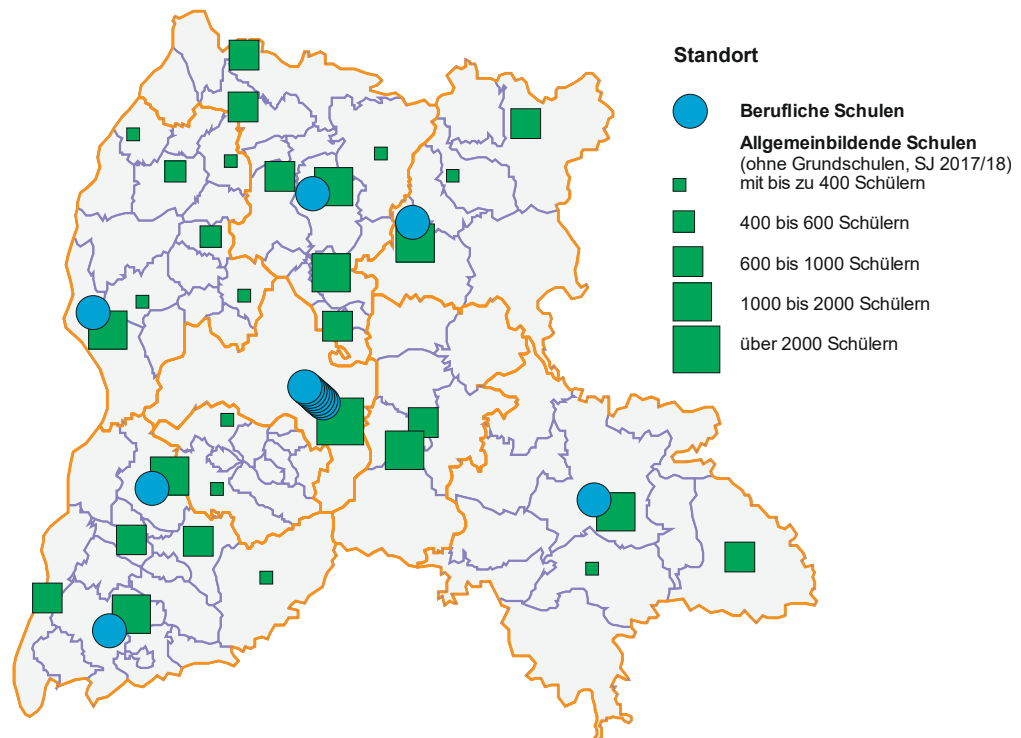 Standort
Berufliche Schulen
Allgemeinbildende Schulen
(ohne Grundschulen, SJ 2017/18)
mit bis zu 400 Schülern
400 bis 600 Schülern
600 bis 1000 Schülern
1000 bis 2000 Schülern
über 2000 Schülern